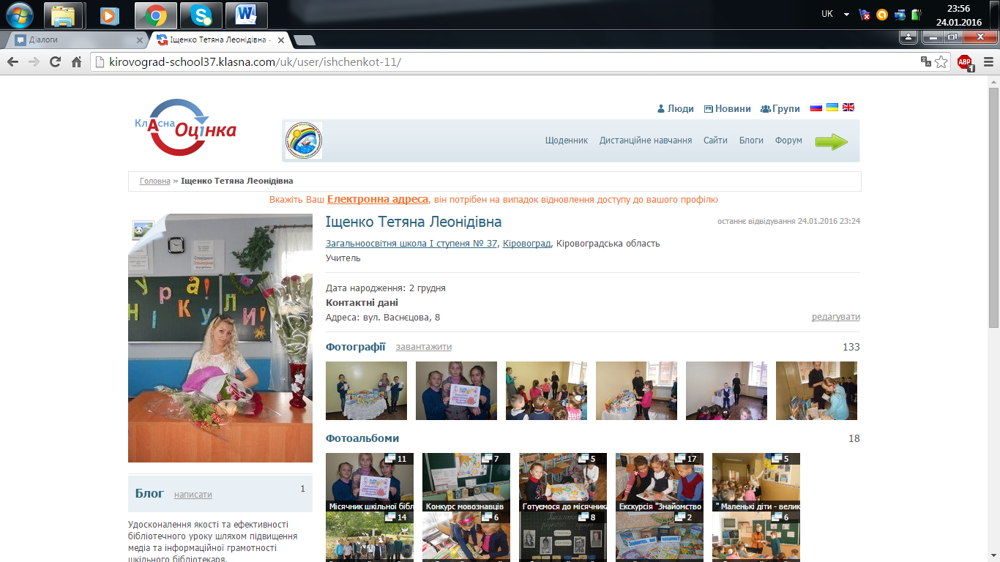 UK
23:56
24.01.2016
Діалоги
Іщенко Тетяна Леонідівна -
kirovograd-school37.klasna.com/uk/user/ishchenkot-11/
ABP
1
КлАсна
Оцінка
Люди Новини Групи
Щоденник Дистанційне навчання Сайти Блоги Форум
Головна » Іщенко Тетяна Леонідівна
Вкажіть Ваш Електронна адреса, він потрібен на випадок відновлення доступу до вашого профілю
Іщенко Тетяна Леонідівна
останнє відвідування 24.01.2016 23:24
Загальноосвітня школа І ступеня № 37, Кіровоград, Кіровоградська область
Учитель
Дата народження: 2 грудня
Контактні дані
Адреса: вул. Васнєцова, 8
редагувати
Ура!
нікули!
Фотографії завантажити 133
Фотоальбоми 18
11 7 5 17 5
Місячник шкільної бібл Конкурс мовознавців Готуємося до місячника Екскурсія "Знайомство " Маленькі діти - велик
14 6 8 2 6
Блог написати 1
Удосконалення якості та ефективності
бібліотечного уроку шляхом підвищення
медіа та інформаційної грамотності
шкільного бібліотекаря.